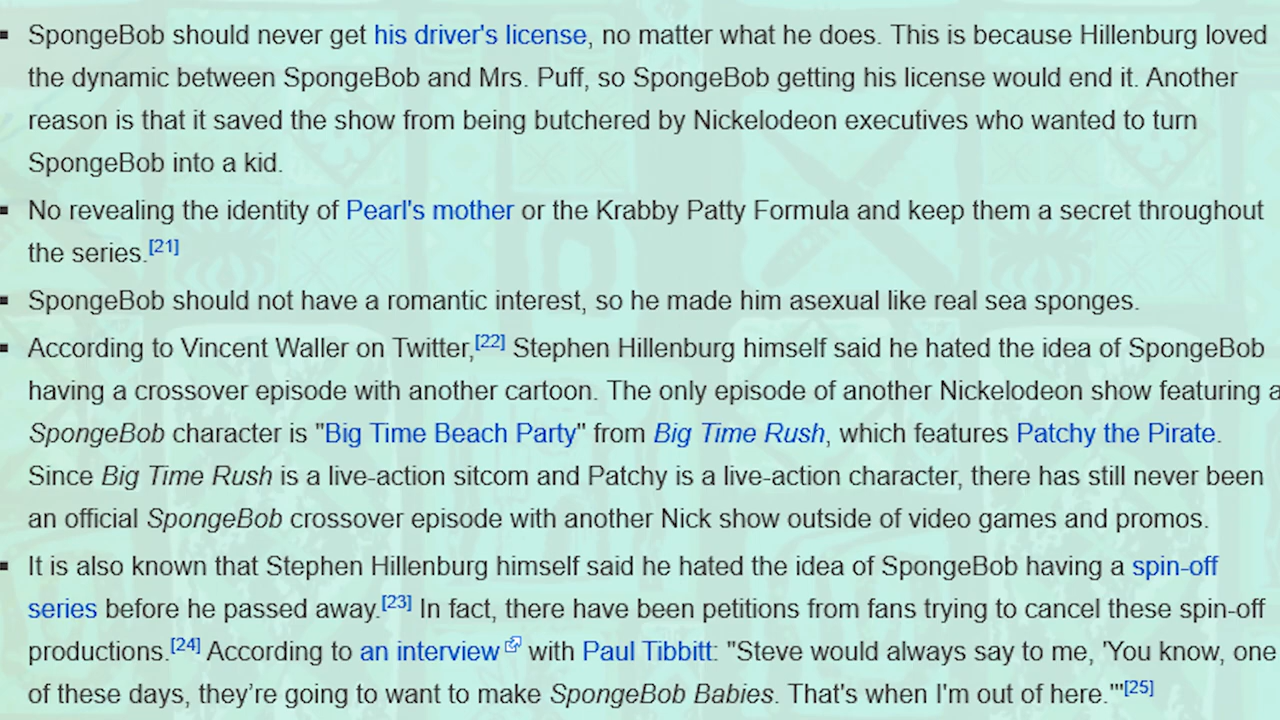 SpongeBob should never get his driver's license, no matter what he does. This is because Hillenburg loved
the dynamic between SpongeBob and Mrs. Puff, so SpongeBob getting his license would end it. Another
reason is that it saved the show from being butchered by Nickelodeon executives who wanted to turn
SpongeBob into a kid.
No revealing the identity of Pearl's mother or the Krabby Patty Formula and keep them a secret throughout
the series.[21]
SpongeBob should not have a romantic interest, so he made him asexual like real sea sponges.
According to Vincent Waller on Twitter,[22] Stephen Hillenburg himself said he hated the idea of SpongeBob
having a crossover episode with another cartoon. The only episode of another Nickelodeon show featuring a
SpongeBob character is "Big Time Beach Party" from Big Time Rush, which features Patchy the Pirate.
Since Big Time Rush is a live-action sitcom and Patchy is a live-action character, there has still never been
an official SpongeBob crossover episode with another Nick show outside of video games and promos.
It is also known that Stephen Hillenburg himself said he hated the idea of SpongeBob having a spin-off
series before he passed away.[23] In fact, there have been petitions from fans trying to cancel these spin-off
productions.[24] According to an interview with Paul Tibbitt: "Steve would always say to me, 'You know, one
of these days, they’re going to want to make SpongeBob Babies. That's when I'm out of here.'"[25]